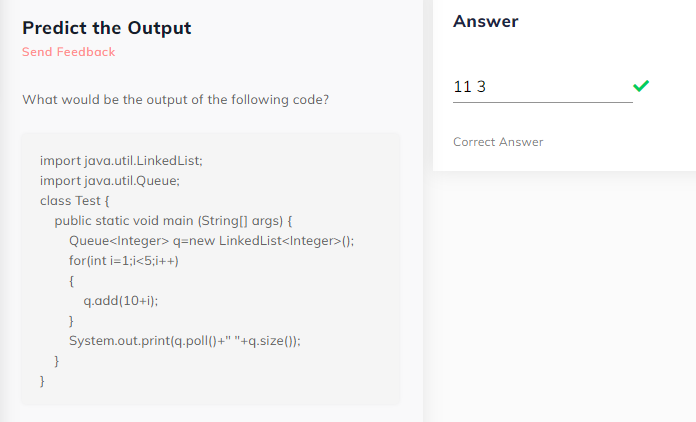 Predict the Output
Send Feedback
What would be the output of the following code?
import java.util.LinkedList;
import java.util.Queue;
class Test {
public static void main (String[] args) {
Queue<Integer> q=new LinkedList<Integer>();
for(int i=1;i<5;i++)
{
q.add(10+i);
}
System.out.print(q.poll()+" "+q.size());
}
}
Answer
11 3
Correct Answer